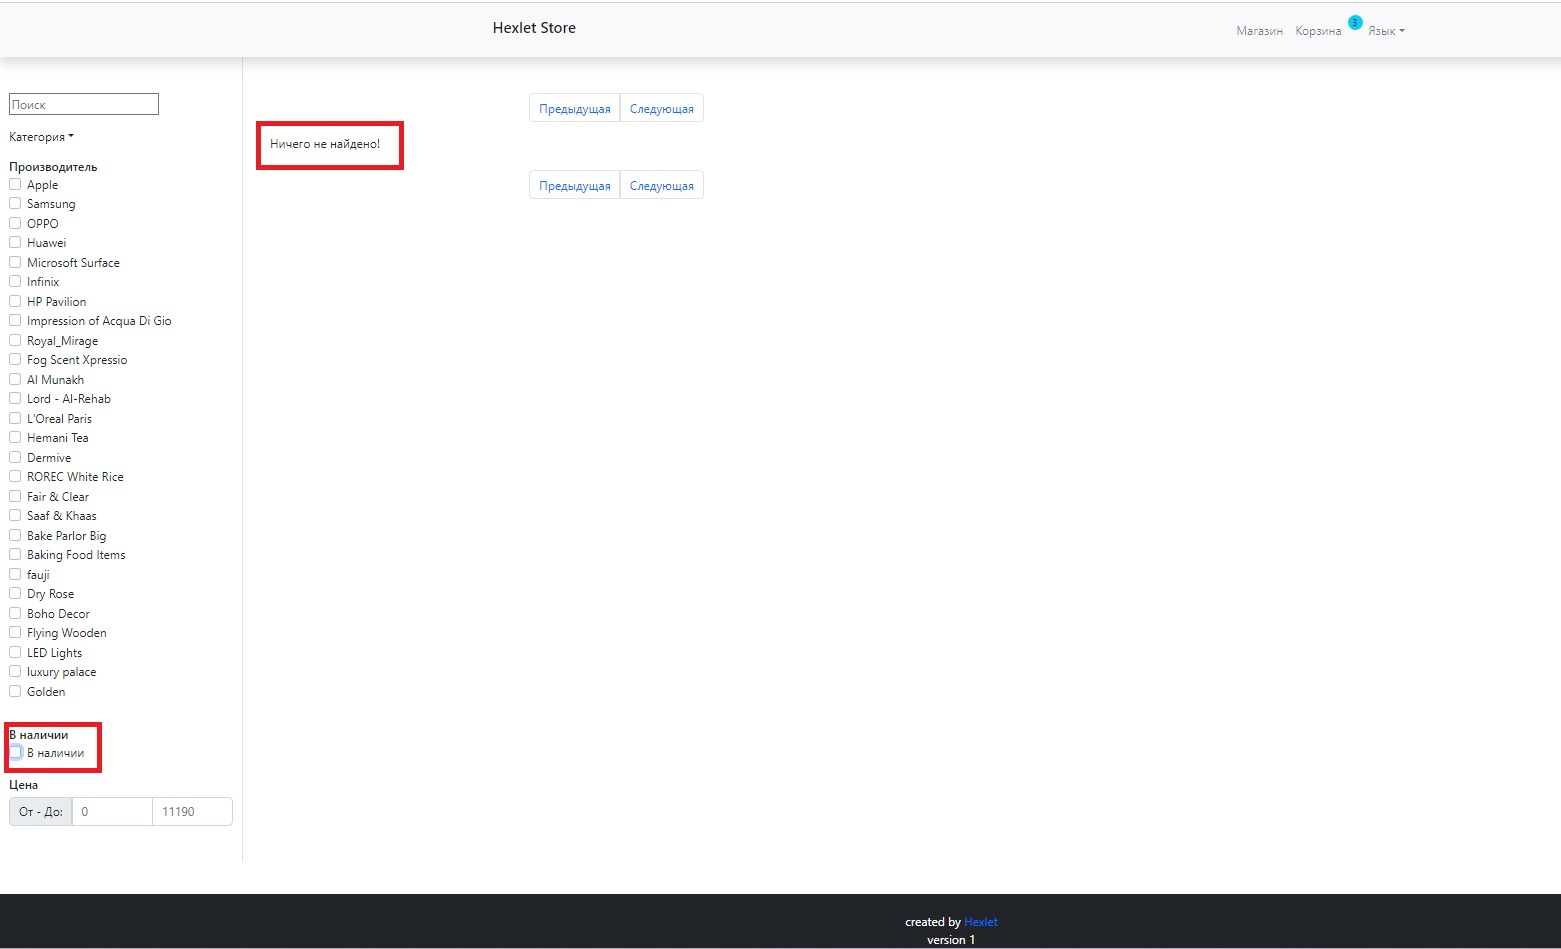 Hexlet Store
Магазин Корзина 3 Язык
Поиск
Категория
Производитель
Apple
Samsung
OPPO
Huawei
Microsoft Surface
Infinix
HP Pavilion
Impression of Acqua Di Gio
Royal_Mirage
Fog Scent Xpressio
Al Munakh
Lord - Al-Rehab
L'Oreal Paris
Hemani Tea
Dermive
ROREC White Rice
Fair & Clear
Saaf & Khaas
Bake Parlor Big
Baking Food Items
fauji
Dry Rose
Boho Decor
Flying Wooden
LED Lights
luxury palace
Golden
В наличии
В наличии
Цена
От - До: 0 11190
Предыдущая Следующая
Ничего не найдено!
Предыдущая Следующая
created by Hexlet
version 1